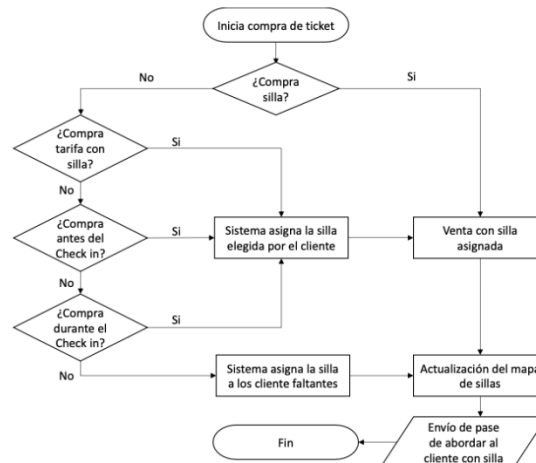 Inicia compra de ticket
No
¿Compra
silla?
Si
¿Compra
tarifa con
silla?
Si
No
¿Compra
antes del
Check in?
Si
Sistema asigna la silla
elegida por el cliente
Venta con silla
asignada
No
¿Compra
durante el
Check in?
Si
No
Sistema asigna la silla
a los cliente faltantes
Actualización del mapa
de sillas
Envío de pase
de abordar al
cliente con silla
Fin